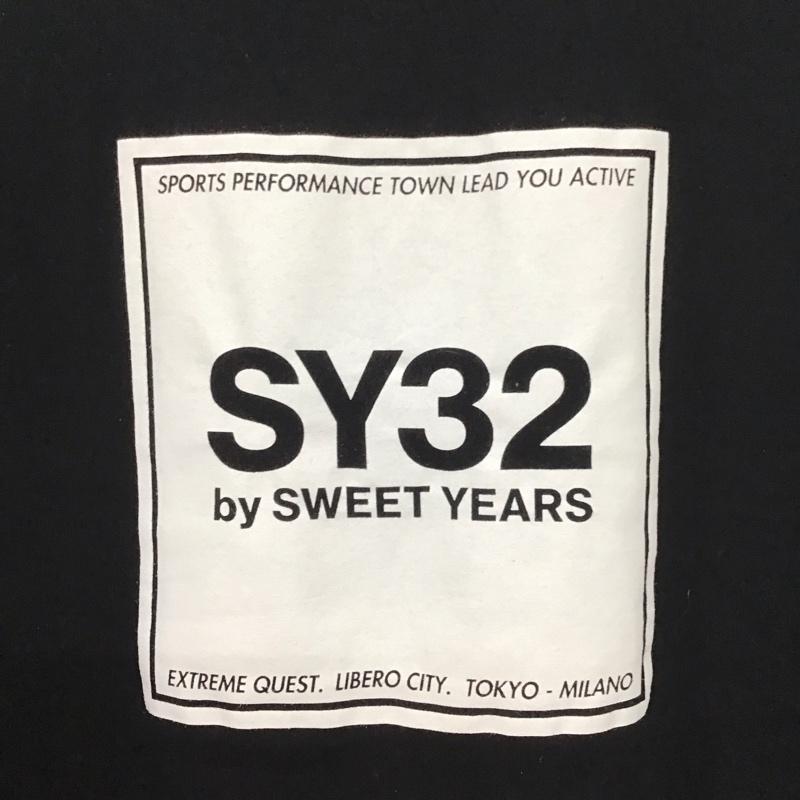 SPORTS PERFORMANCE TOWN LEAD YOU ACTIVE
SY32
by SWEET YEARS
EXTREME QUEST. LIBERO CITY. TOKYO - MILANO